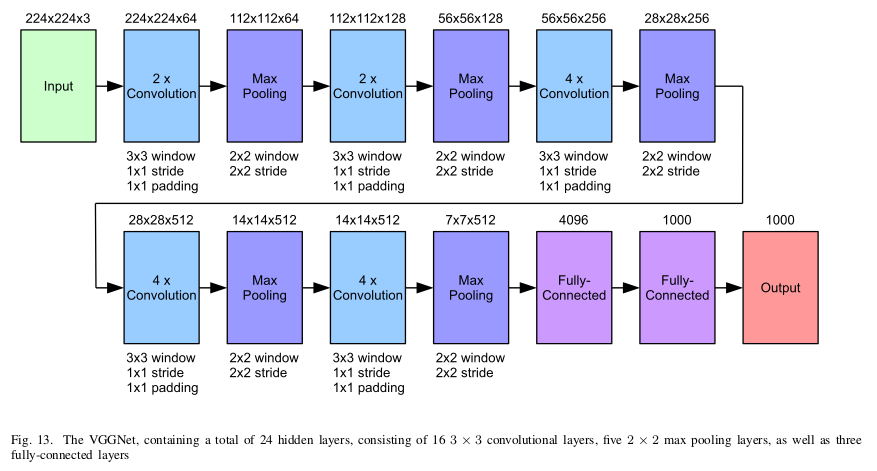 224x224x3 224x224x64 112x112x64 112x112x128 56x56x128 56x56x256 28x28x256
Input
2 x
Convolution
Max
Pooling
2 x
Convolution
Max
Pooling
4 x
Convolution
Max
Pooling
3x3 window
1x1 stride
1x1 padding
2x2 window
2x2 stride
3x3 window
1x1 stride
1x1 padding
2x2 window
2x2 stride
3x3 window
1x1 stride
1x1 padding
2x2 window
2x2 stride
28x28x512 14x14x512 14x14x512 7x7x512 4096 1000 1000
4 x
Convolution
Max
Pooling
4 x
Convolution
Max
Pooling
Fully-
Connected
Fully-
Connected
Output
3x3 window
1x1 stride
1x1 padding
2x2 window
2x2 stride
3x3 window
1x1 stride
1x1 padding
2x2 window
2x2 stride
Fig. 13. The VGGNet, containing a total of 24 hidden layers, consisting of 16 3 × 3 convolutional layers, five 2 × 2 max pooling layers, as well as three
fully-connected layers